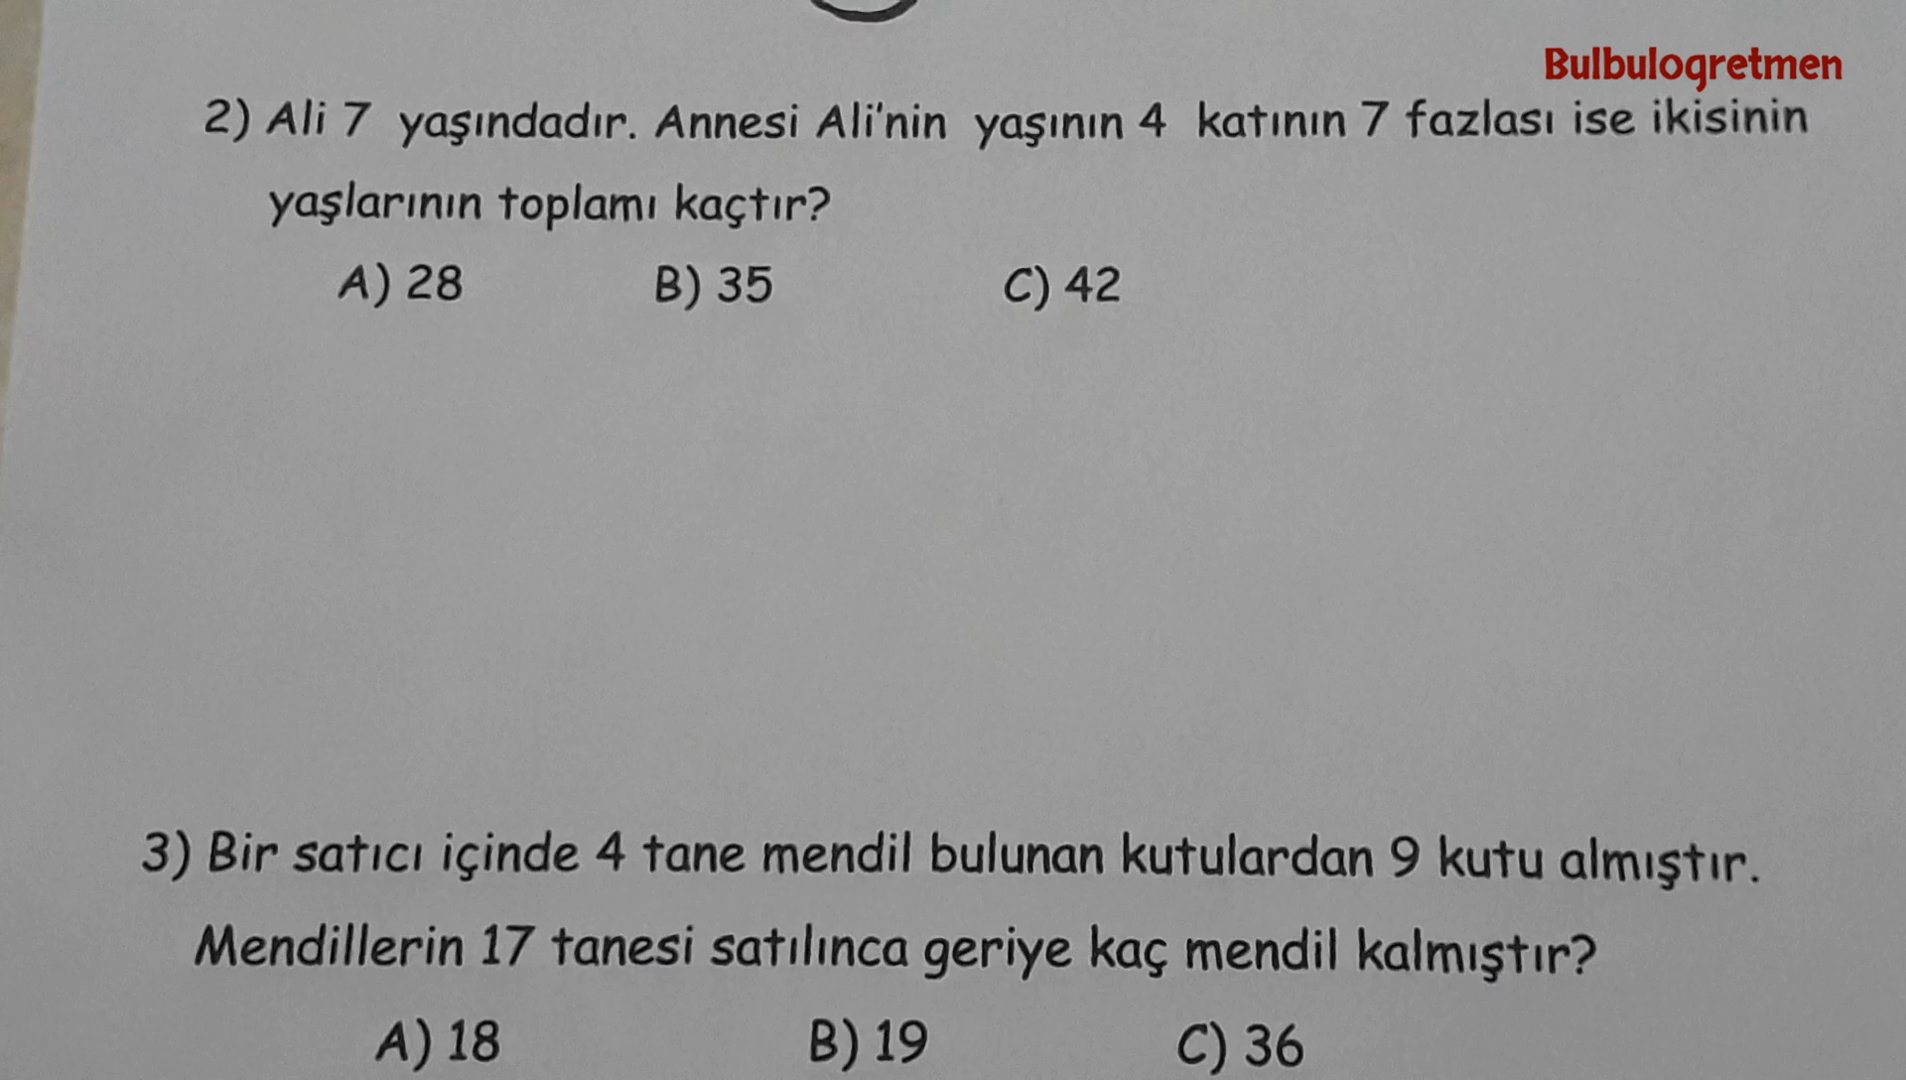 Bulbulogretmen
2) Ali 7 yaşındadır. Annesi Ali'nin yaşının 4 katının 7 fazlası ise ikisinin
yaşlarının toplamı kaçtır?
A) 28 B) 35 C) 42
3) Bir satıcı içinde 4 tane mendil bulunan kutulardan 9 kutu almıştır.
Mendillerin 17 tanesi satılınca geriye kaç mendil kalmıştır?
A) 18 B) 19 C) 36